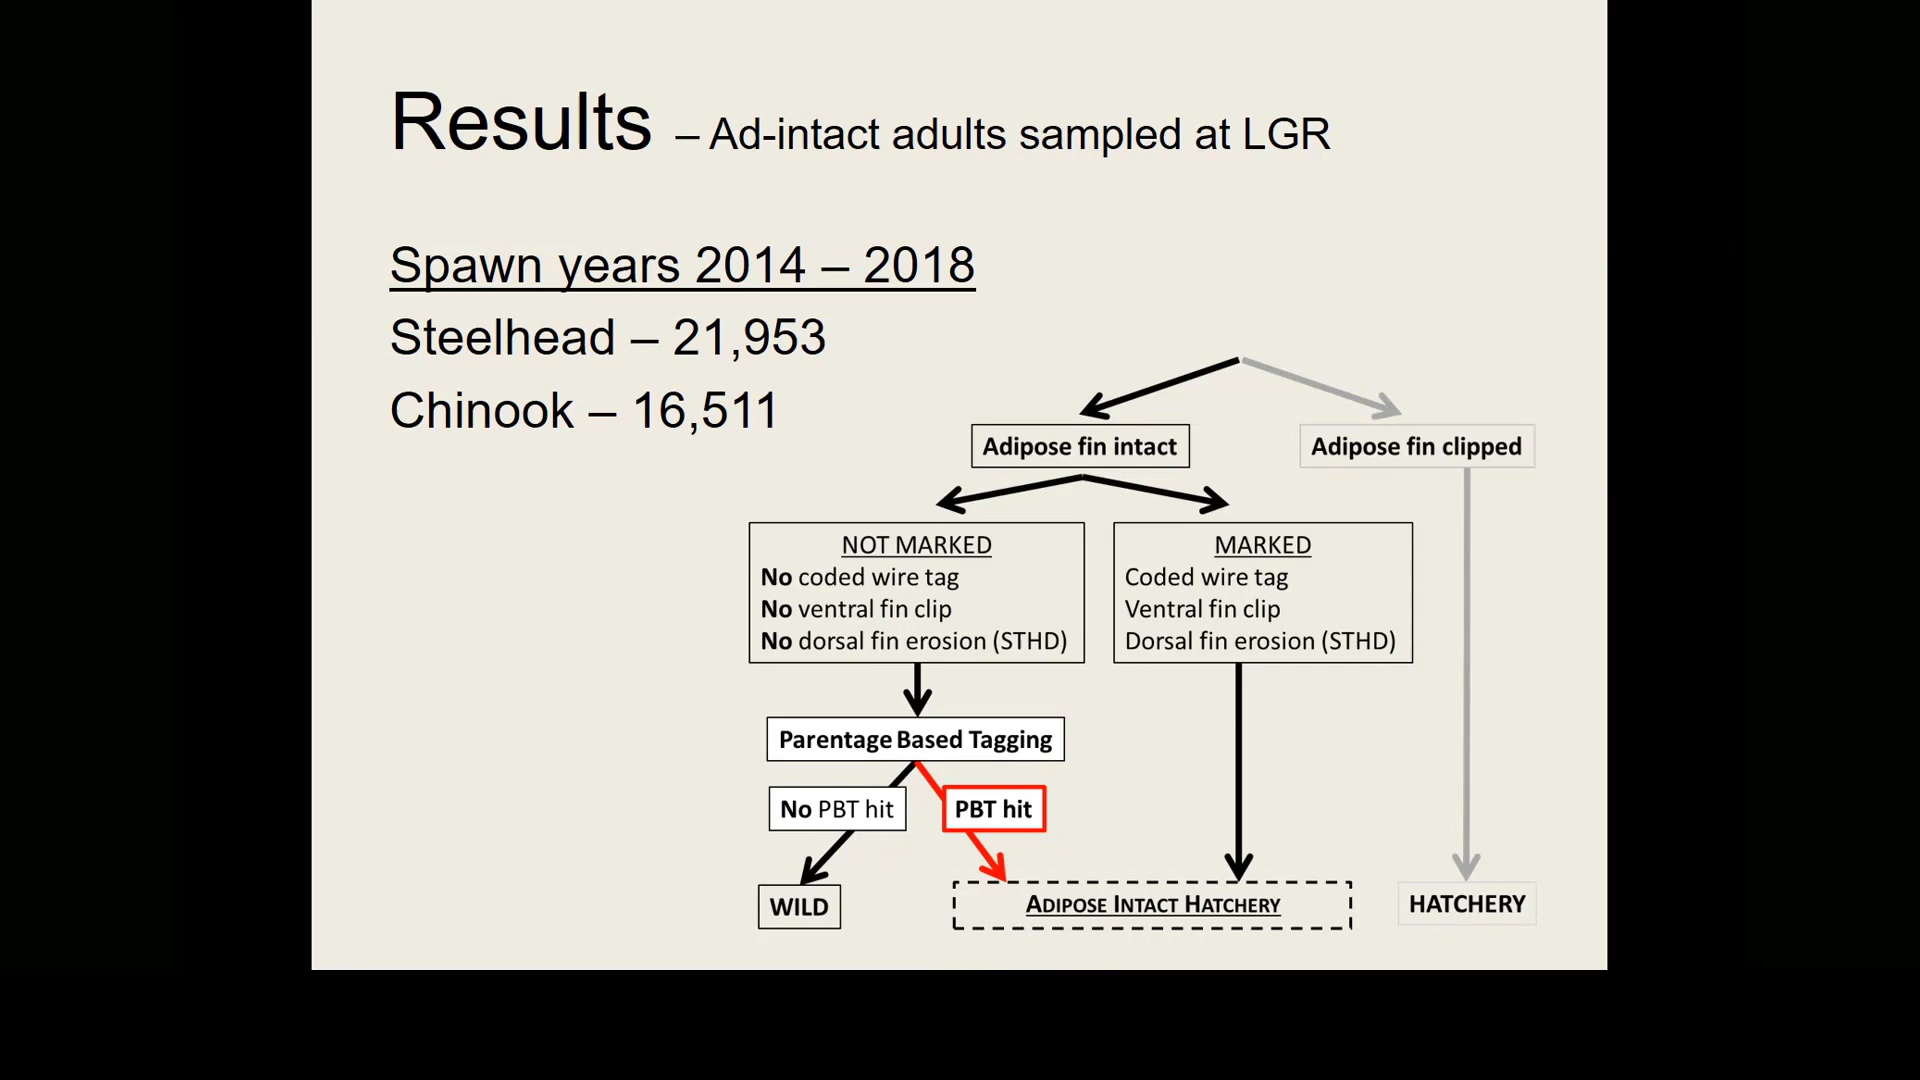 Results – Ad-intact adults sampled at LGR
Spawn years 2014 – 2018
Steelhead – 21,953
Chinook – 16,511
Adipose fin intact
Adipose fin clipped
NOT MARKED
No coded wire tag
No ventral fin clip
No dorsal fin erosion (STHD)
MARKED
Coded wire tag
Ventral fin clip
Dorsal fin erosion (STHD)
Parentage Based Tagging
No PBT hit
PBT hit
WILD
ADIPOSE INTACT HATCHERY
HATCHERY